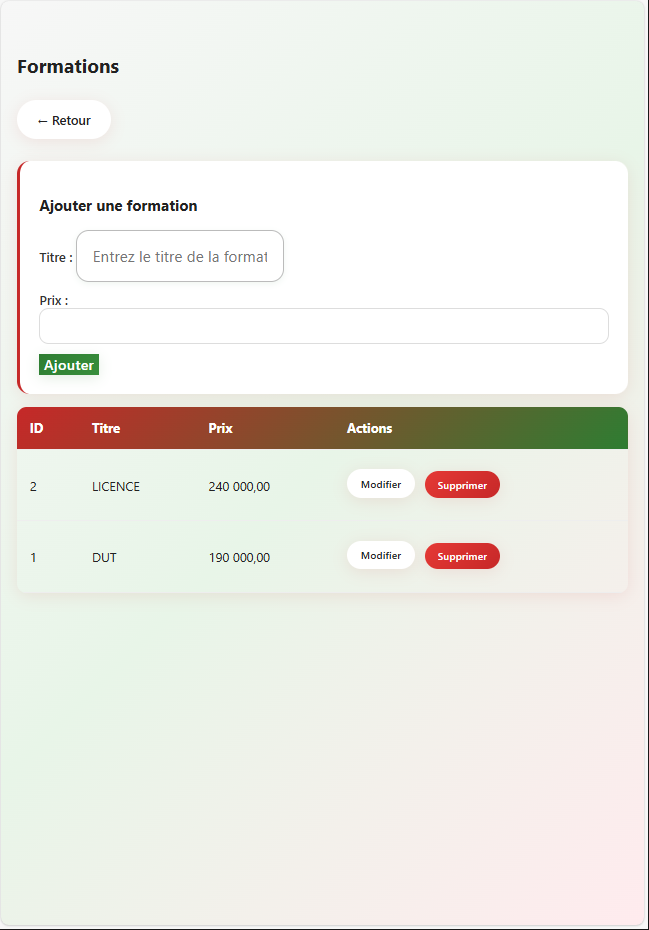 Formations
← Retour
Ajouter une formation
Titre : Entrez le titre de la format
Prix :
Ajouter
ID Titre Prix Actions
2 LICENCE 240 000,00 Modifier Supprimer
1 DUT 190 000,00 Modifier Supprimer